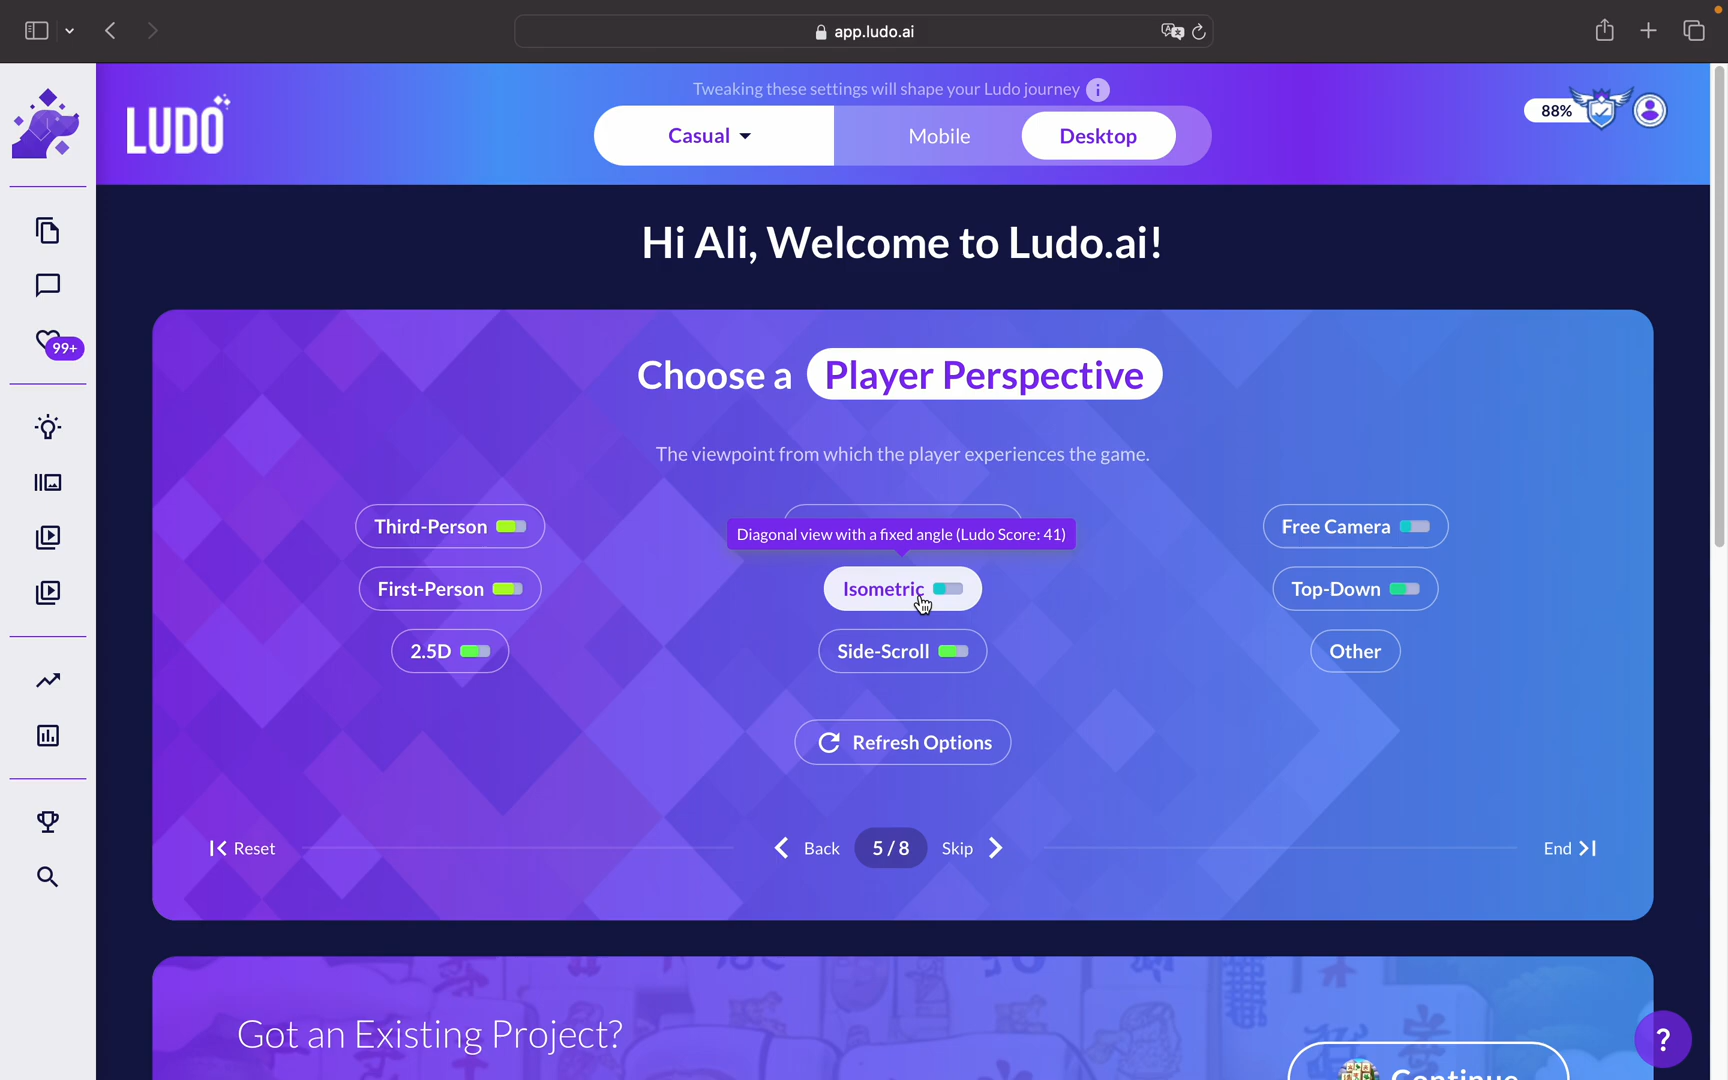 app.ludo.ai
Tweaking these settings will shape your Ludo journey i
LUDO
Casual
Mobile
Desktop
88%
Hi Ali, Welcome to Ludo.ai!
99+
Choose a Player Perspective
The viewpoint from which the player experiences the game.
Third-Person
Diagonal view with a fixed angle (Ludo Score: 41)
Free Camera
First-Person
Isometric
Top-Down
2.5D
Side-Scroll
Other
Refresh Options
Reset
Back
5 / 8
Skip
End
Got an Existing Project?
Continue
?